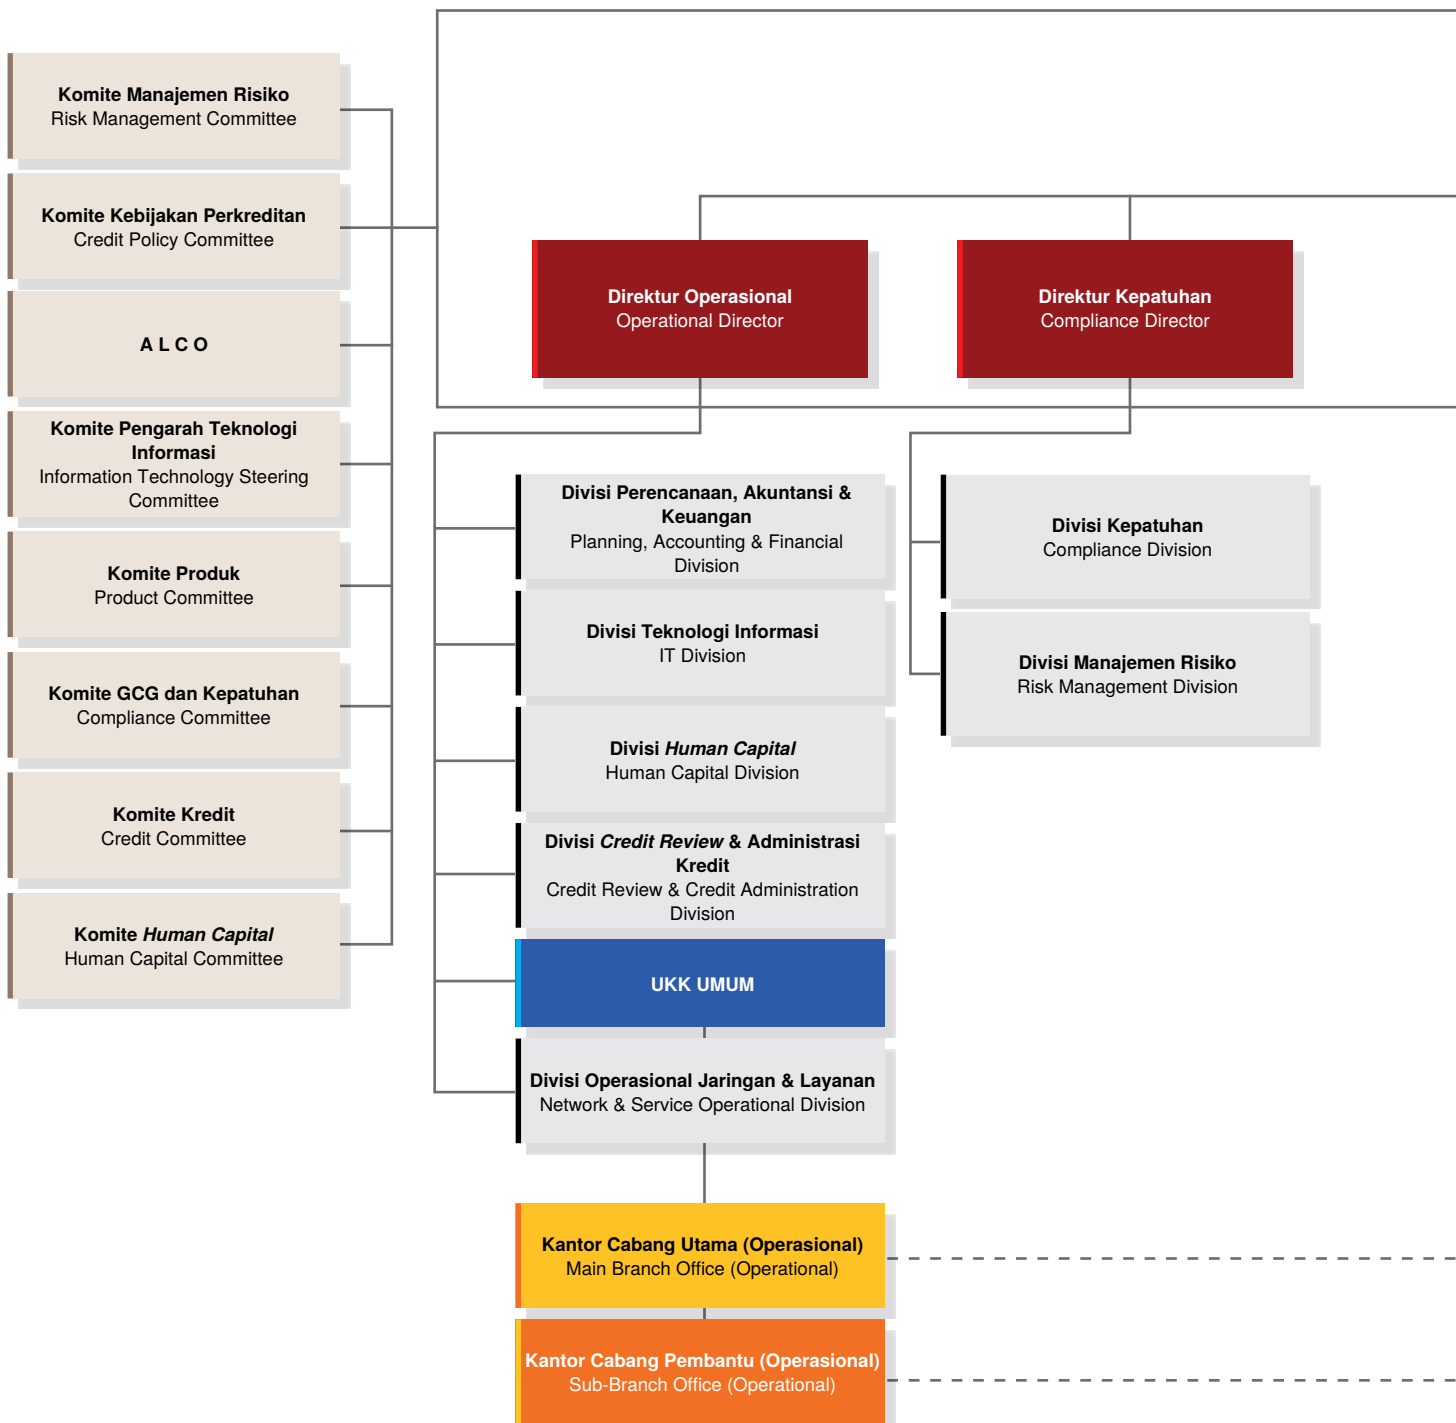 Komite Manajemen Risiko
Risk Management Committee
Komite Kebijakan Perkreditan
Credit Policy Committee
A L C O
Komite Pengarah Teknologi
Informasi
Information Technology Steering
Committee
Komite Produk
Product Committee
Komite GCG dan Kepatuhan
Compliance Committee
Komite Kredit
Credit Committee
Komite Human Capital
Human Capital Committee
Direktur Operasional
Operational Director
Divisi Perencanaan, Akuntansi &
Keuangan
Planning, Accounting & Financial
Division
Divisi Teknologi Informasi
IT Division
Divisi Human Capital
Human Capital Division
Divisi Credit Review & Administrasi
Kredit
Credit Review & Credit Administration
Division
UKK UMUM
Divisi Operasional Jaringan & Layanan
Network & Service Operational Division
Kantor Cabang Utama (Operasional)
Main Branch Office (Operational)
Kantor Cabang Pembantu (Operasional)
Sub-Branch Office (Operational)
Direktur Kepatuhan
Compliance Director
Divisi Kepatuhan
Compliance Division
Divisi Manajemen Risiko
Risk Management Division